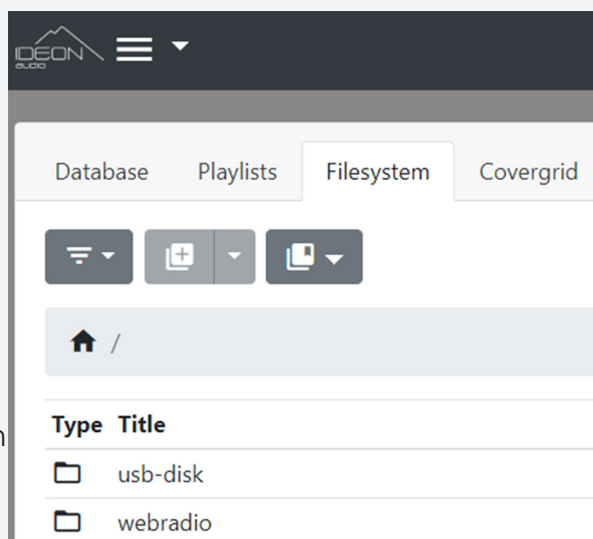 IDEON
audio
Database Playlists Filesystem Covergrid
/
n
Type Title
usb-disk
webradio